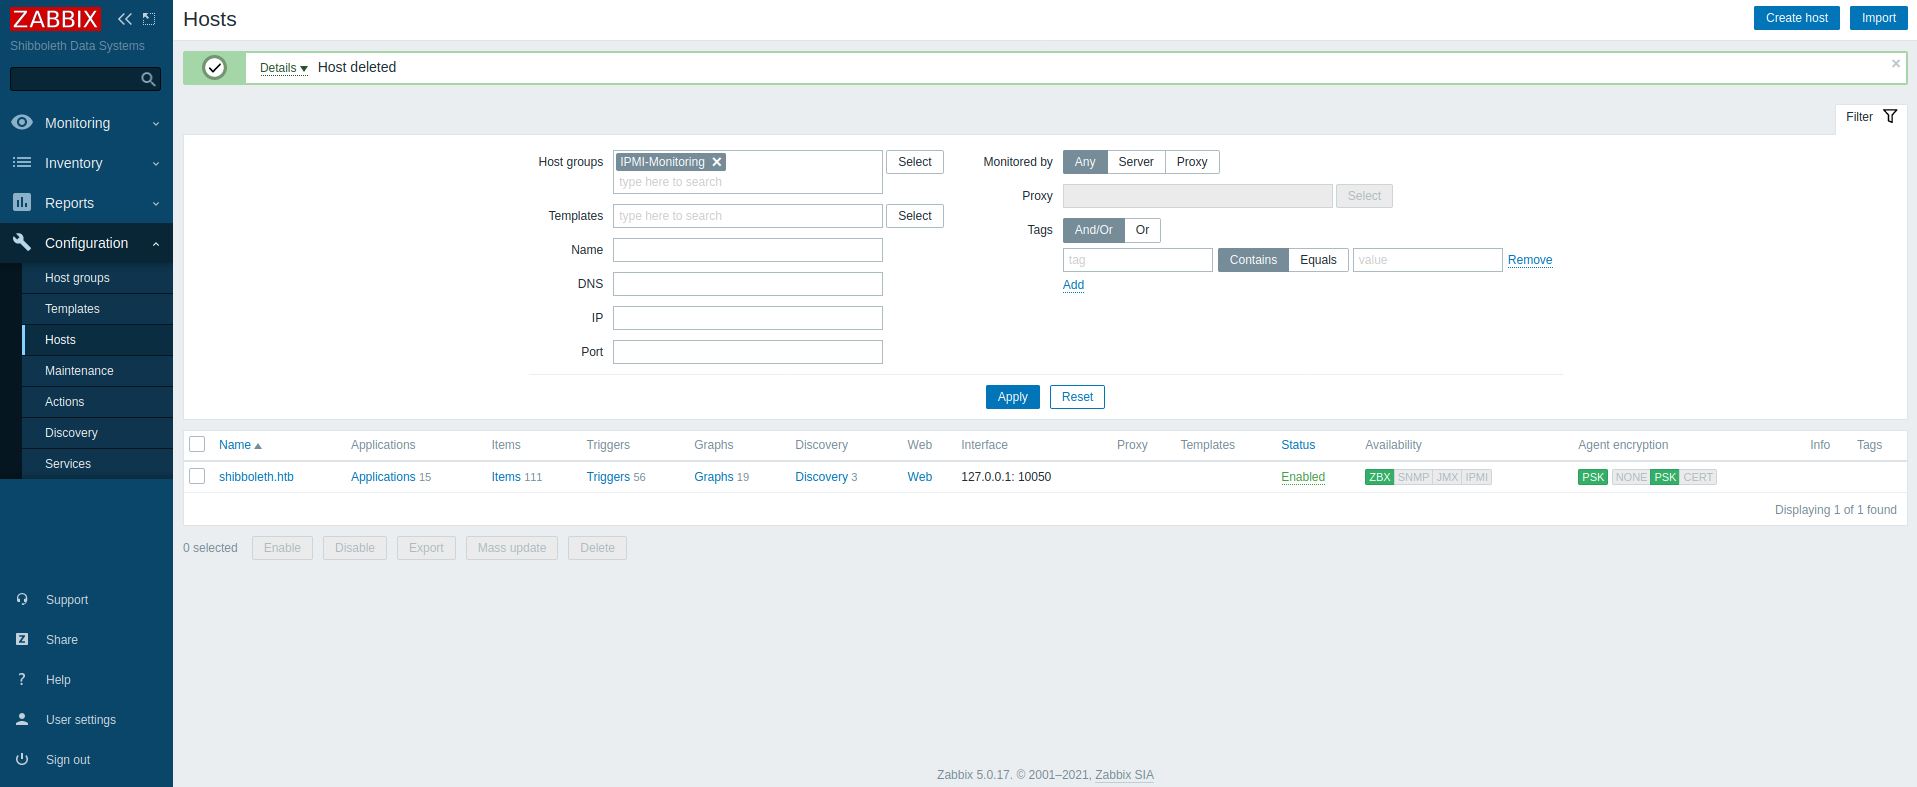 ZABBIX
Shibboleth Data Systems
Monitoring
Inventory
Reports
Configuration
Host groups
Templates
Hosts
Maintenance
Actions
Discovery
Services
Support
Share
Help
User settings
Sign out
Hosts
Create host Import
Details Host deleted
Filter
Host groups IPMI-Monitoring Select
type here to search
Templates type here to search Select
Name
DNS
IP
Port
Monitored by Any Server Proxy
Proxy Select
Tags And/Or Or
tag Contains Equals value Remove
Add
Apply Reset
Name Applications Items Triggers Graphs Discovery Web Interface Proxy Templates Status Availability Agent encryption Info Tags
shibboleth.htb Applications 15 Items 111 Triggers 56 Graphs 19 Discovery 3 Web 127.0.0.1: 10050 Enabled ZBX SNMP JMX IPMI PSK NONE PSK CERT
Displaying 1 of 1 found
0 selected Enable Disable Export Mass update Delete
Zabbix 5.0.17. © 2001–2021, Zabbix SIA